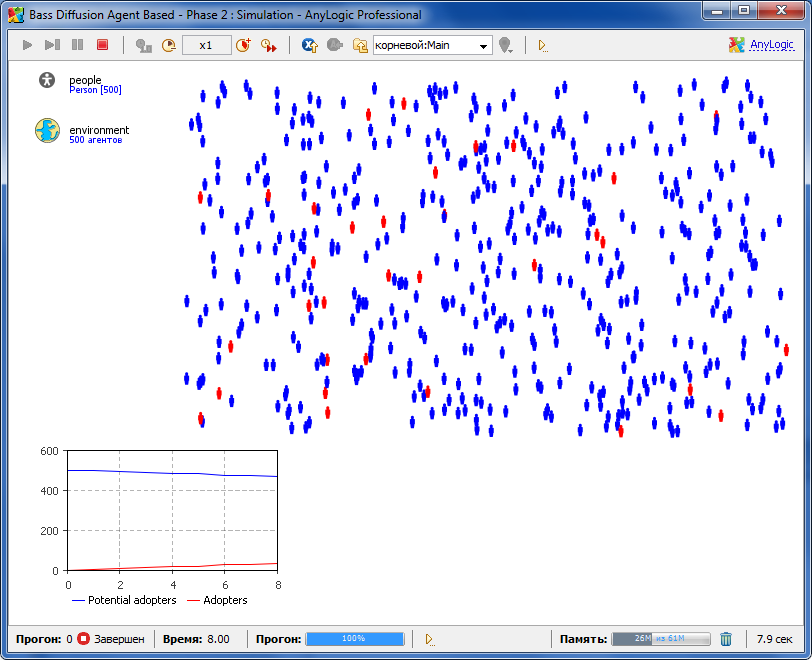 Bass Diffusion Agent Based - Phase 2 : Simulation - AnyLogic Professional
x1
корневой:Main
AnyLogic
people
Person [500]
environment
500 агентов
600
400
200
0
0 2 4 6 8
Potential adopters Adopters
Прогон: 0 Завершен Время: 8.00 Прогон: 100% Память: 26M из 61M 7.9 сек